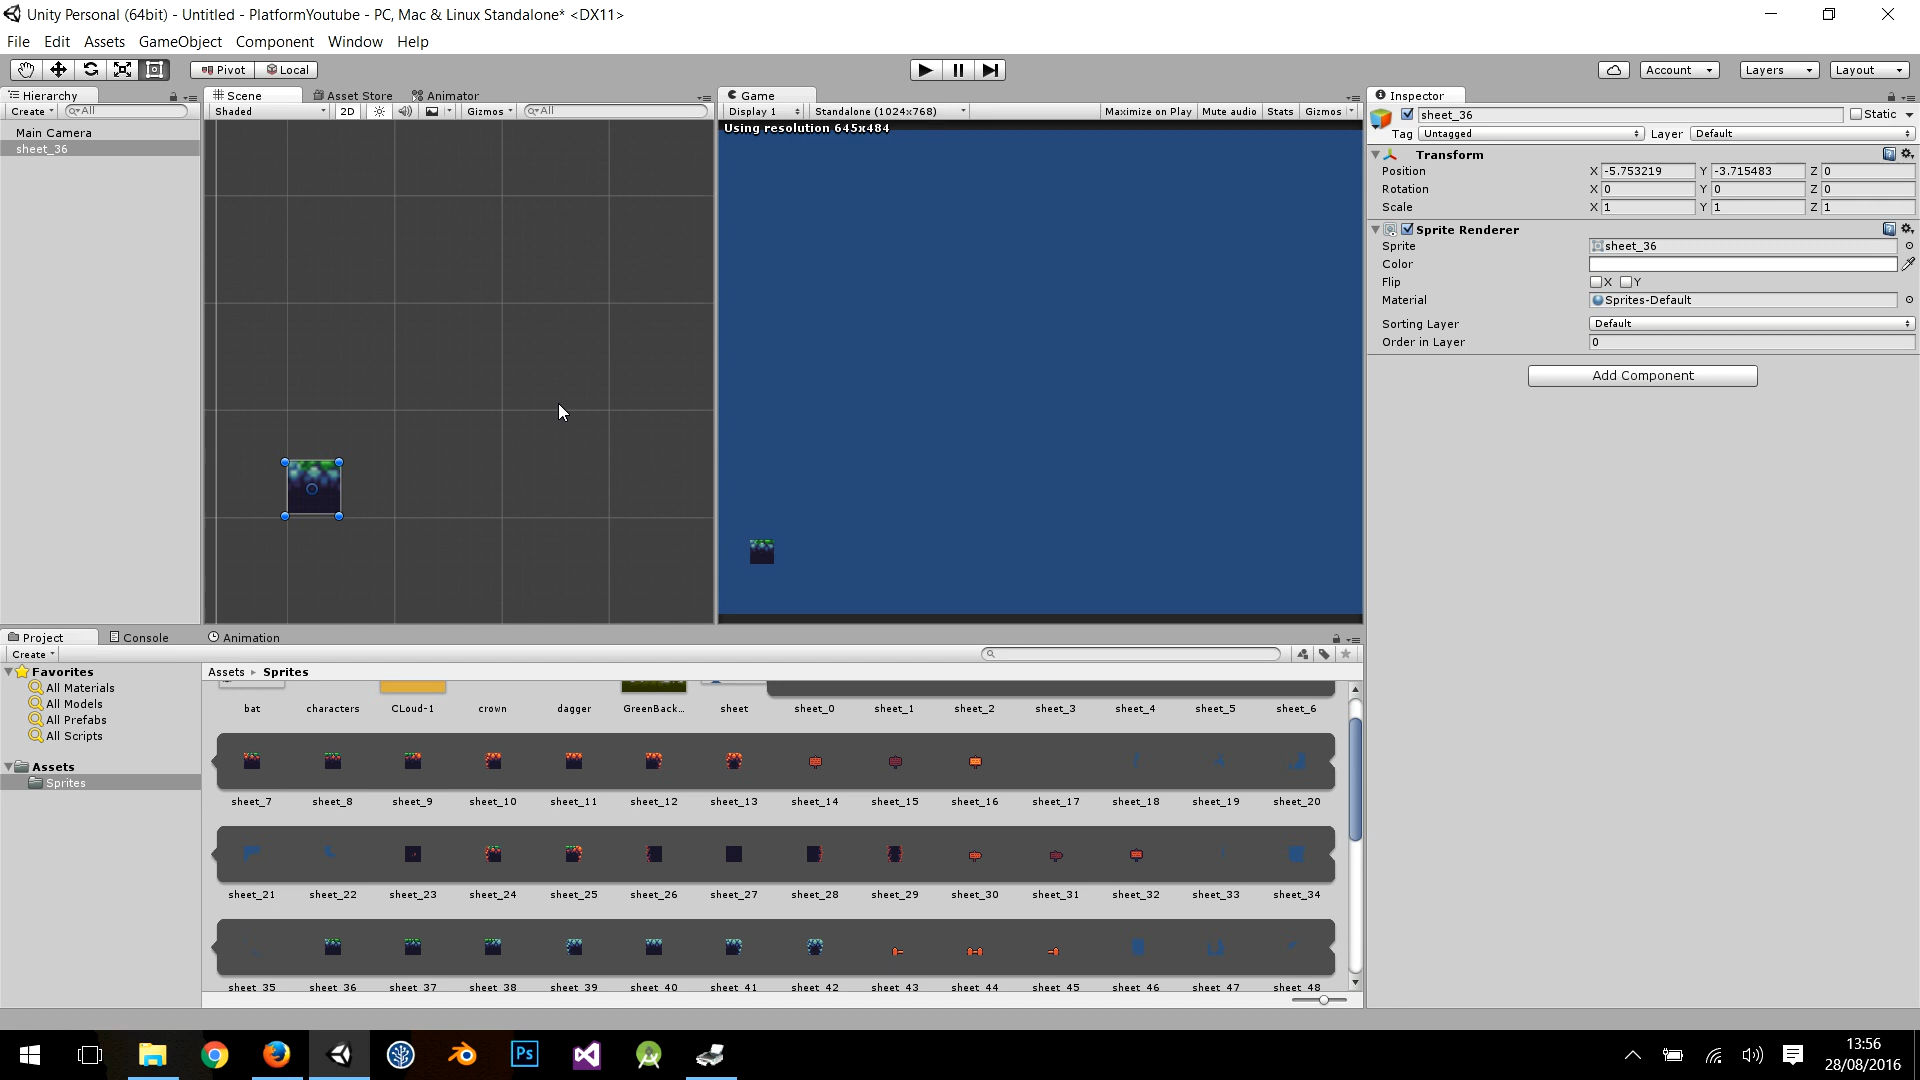 Unity Personal (64bit) - Untitled - PlatformYoutube - PC, Mac & Linux Standalone* <DX11>
File Edit Assets GameObject Component Window Help
Pivot Local Account Layers Layout
Hierarchy Scene Asset Store Animator Game Inspector
Create All Shaded 2D Gizmos All Display 1 Standalone (1024x768) Maximize on Play Mute audio Stats Gizmos
Using resolution 645x484
Main Camera
sheet_36
sheet_36 Static
Tag Untagged Layer Default
Transform
Position X -5.753219 Y -3.715483 Z 0
Rotation X 0 Y 0 Z 0
Scale X 1 Y 1 Z 1
Sprite Renderer
Sprite sheet_36
Color
Flip X Y
Material Sprites-Default
Sorting Layer Default
Order in Layer 0
Add Component
Project Console Animation
Create
Favorites
All Materials
All Models
All Prefabs
All Scripts
Assets
Sprites
Assets Sprites
bat characters CLoud-1 crown dagger GreenBack... sheet sheet_0 sheet_1 sheet_2 sheet_3 sheet_4 sheet_5 sheet_6
sheet_7 sheet_8 sheet_9 sheet_10 sheet_11 sheet_12 sheet_13 sheet_14 sheet_15 sheet_16 sheet_17 sheet_18 sheet_19 sheet_20
sheet_21 sheet_22 sheet_23 sheet_24 sheet_25 sheet_26 sheet_27 sheet_28 sheet_29 sheet_30 sheet_31 sheet_32 sheet_33 sheet_34
sheet_35 sheet_36 sheet_37 sheet_38 sheet_39 sheet_40 sheet_41 sheet_42 sheet_43 sheet_44 sheet_45 sheet_46 sheet_47 sheet_48
Ps
13:56
28/08/2016